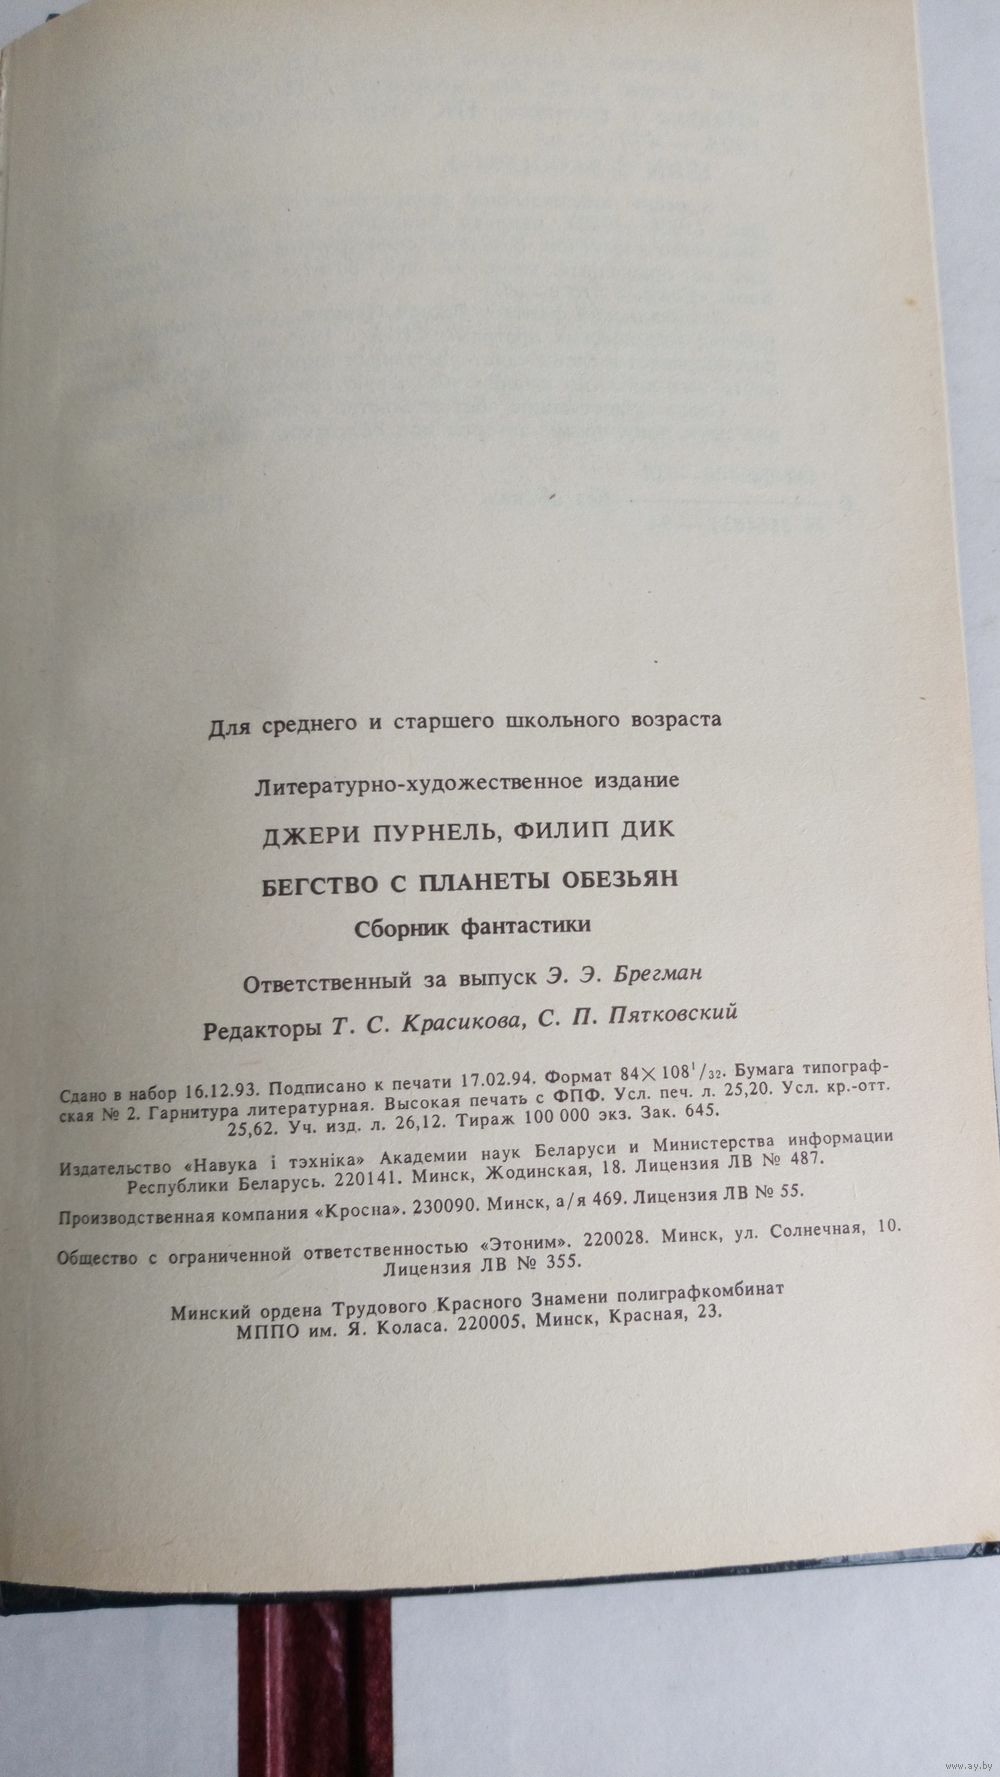 Для среднего и старшего школьного возраста
Литературно-художественное издание
ДЖЕРИ ПУРНЕЛЬ, ФИЛИП ДИК
БЕГСТВО С ПЛАНЕТЫ ОБЕЗЬЯН
Сборник фантастики
Ответственный за выпуск Э. Э. Брегман
Редакторы Т. С. Красикова, С. П. Пятковский
Сдано в набор 16.12.93. Подписано к печати 17.02.94. Формат 84×108¹/₃₂. Бумага типограф-
ская № 2. Гарнитура литературная. Высокая печать с ФПФ. Усл. печ. л. 25,20. Усл. кр.-отт.
25,62. Уч. изд. л. 26,12. Тираж 100 000 экз. Зак. 645.
Издательство «Навука і тэхніка» Академии наук Беларуси и Министерства информации
Республики Беларусь. 220141. Минск, Жодинская, 18. Лицензия ЛВ № 487.
Производственная компания «Кросна». 230090. Минск, а/я 469. Лицензия ЛВ № 55.
Общество с ограниченной ответственностью «Этоним». 220028. Минск, ул. Солнечная, 10.
Лицензия ЛВ № 355.
Минский ордена Трудового Красного Знамени полиграфкомбинат
МППО им. Я. Коласа. 220005. Минск, Красная, 23.
www.ay.by